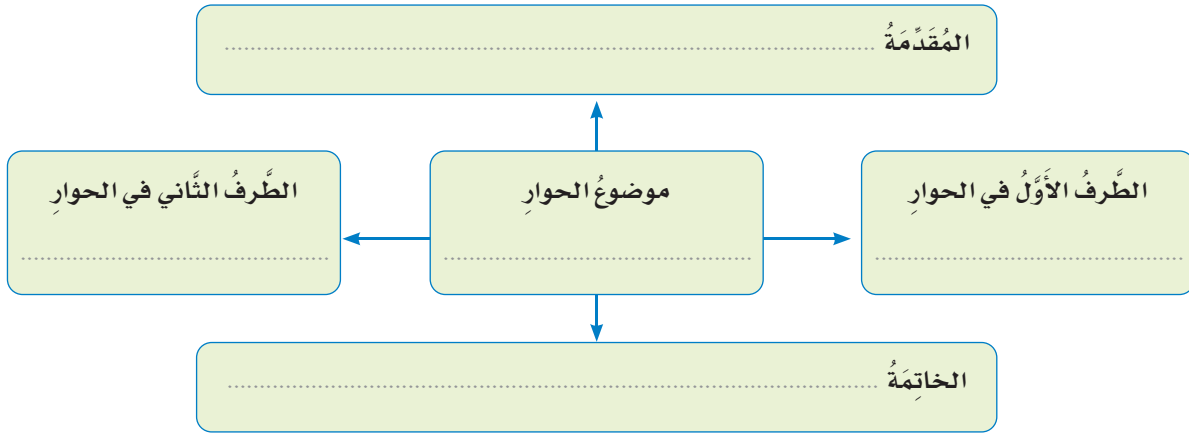 المُقَدِّمَةُ ........................................................................
الطَّرفُ الأَوَّلُ في الحوارِ
....................................................
موضوعُ الحوارِ
....................................................
الطَّرفُ الثَّاني في الحوارِ
....................................................
الخاتِمَةُ ........................................................................